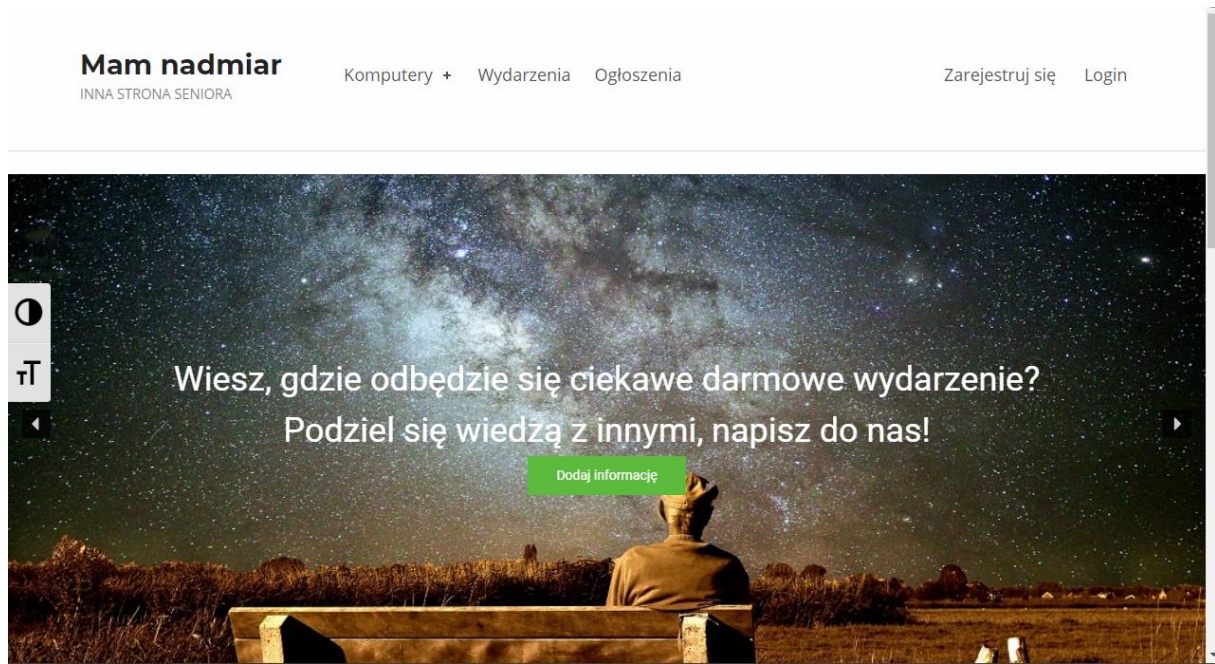 Mam nadmiar
INNA STRONA SENIORA
Komputery + Wydarzenia Ogłoszenia Zarejestruj się Login
Wiesz, gdzie odbędzie się ciekawe darmowe wydarzenie?
Podziel się wiedzą z innymi, napisz do nas!
Dodaj informację
TT